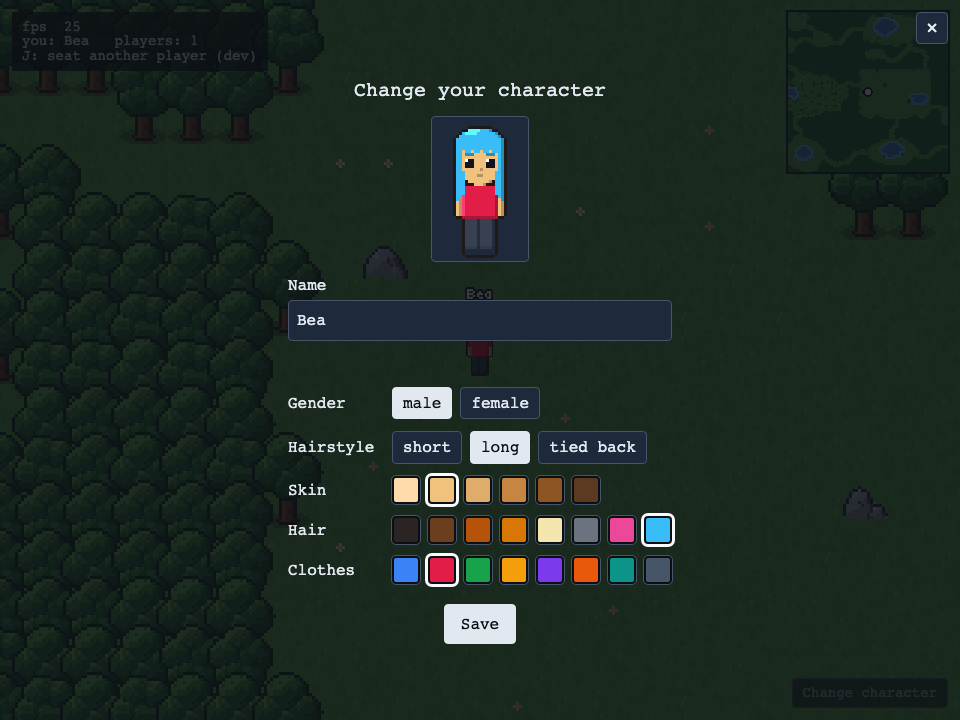 fps 25
you: Bea players: 1
J: seat another player (dev)
×
Change your character
Name
Bea
Bea
Gender male female
Hairstyle short long tied back
Skin
Hair
Clothes
Save
Change character